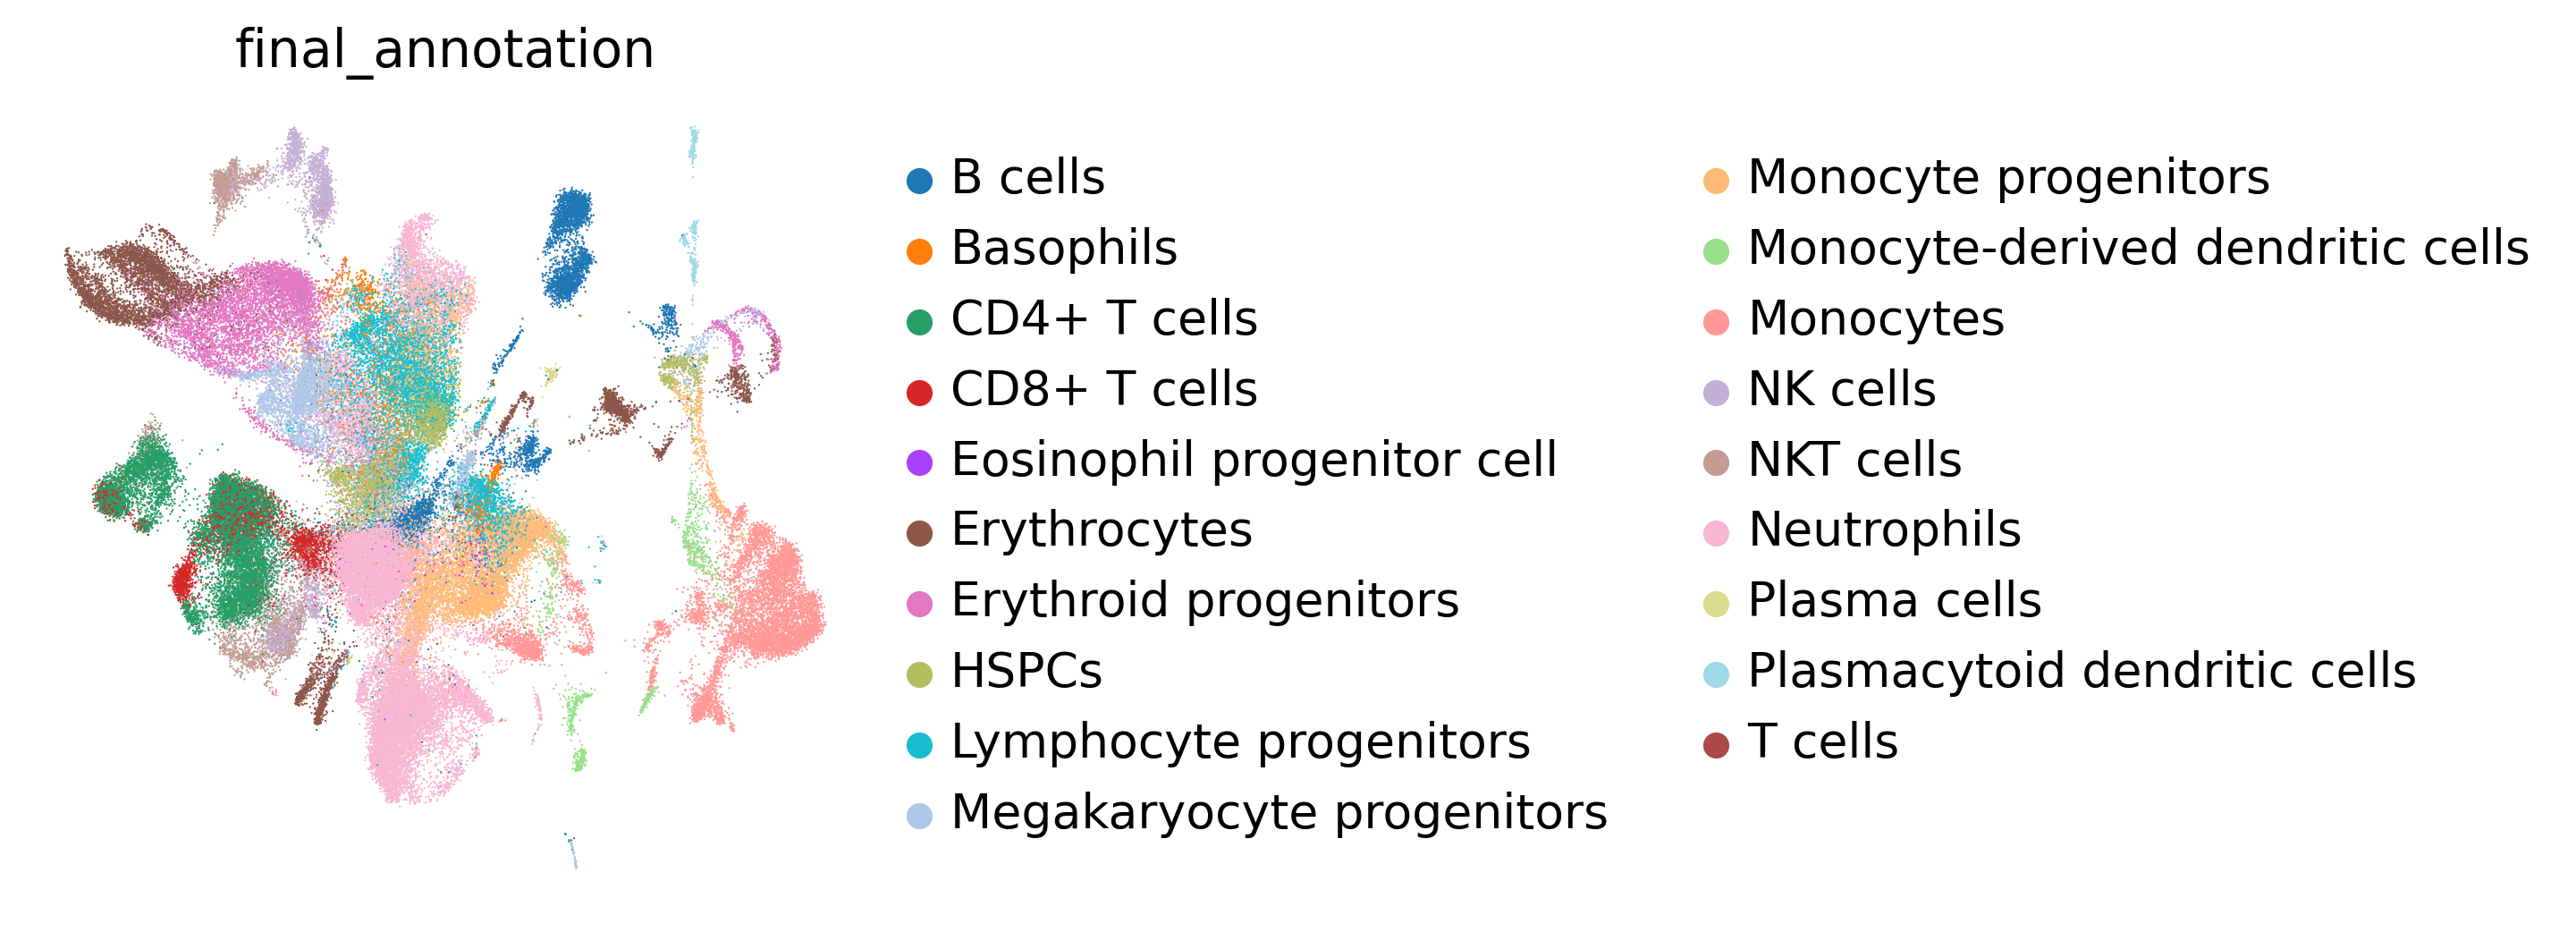 final_annotation
B cells
Basophils
CD4+ T cells
CD8+ T cells
Eosinophil progenitor cell
Erythrocytes
Erythroid progenitors
HSPCs
Lymphocyte progenitors
Megakaryocyte progenitors
Monocyte progenitors
Monocyte-derived dendritic cells
Monocytes
NK cells
NKT cells
Neutrophils
Plasma cells
Plasmacytoid dendritic cells
T cells